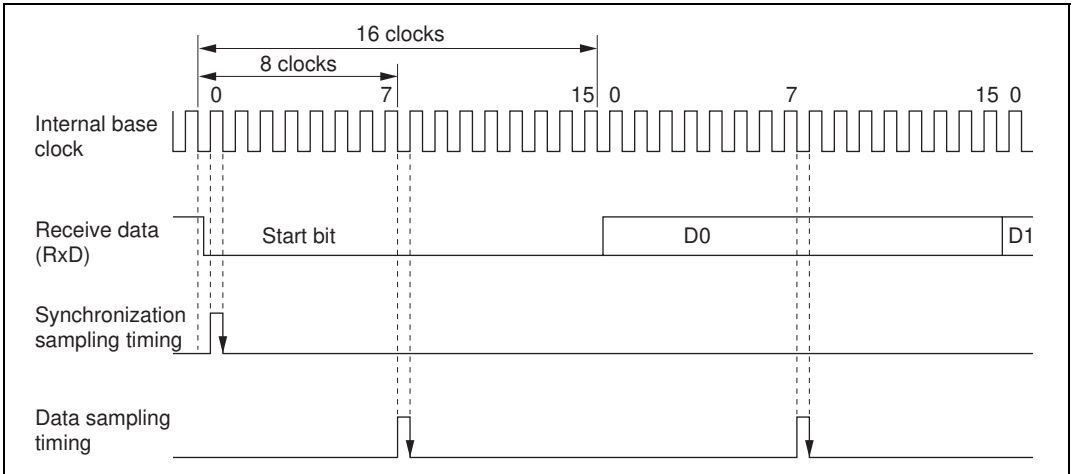 16 clocks
8 clocks
0 7 15 0 7 15 0
Internal base
clock
Receive data
(RxD)
Start bit D0 D1
Synchronization
sampling timing
Data sampling
timing